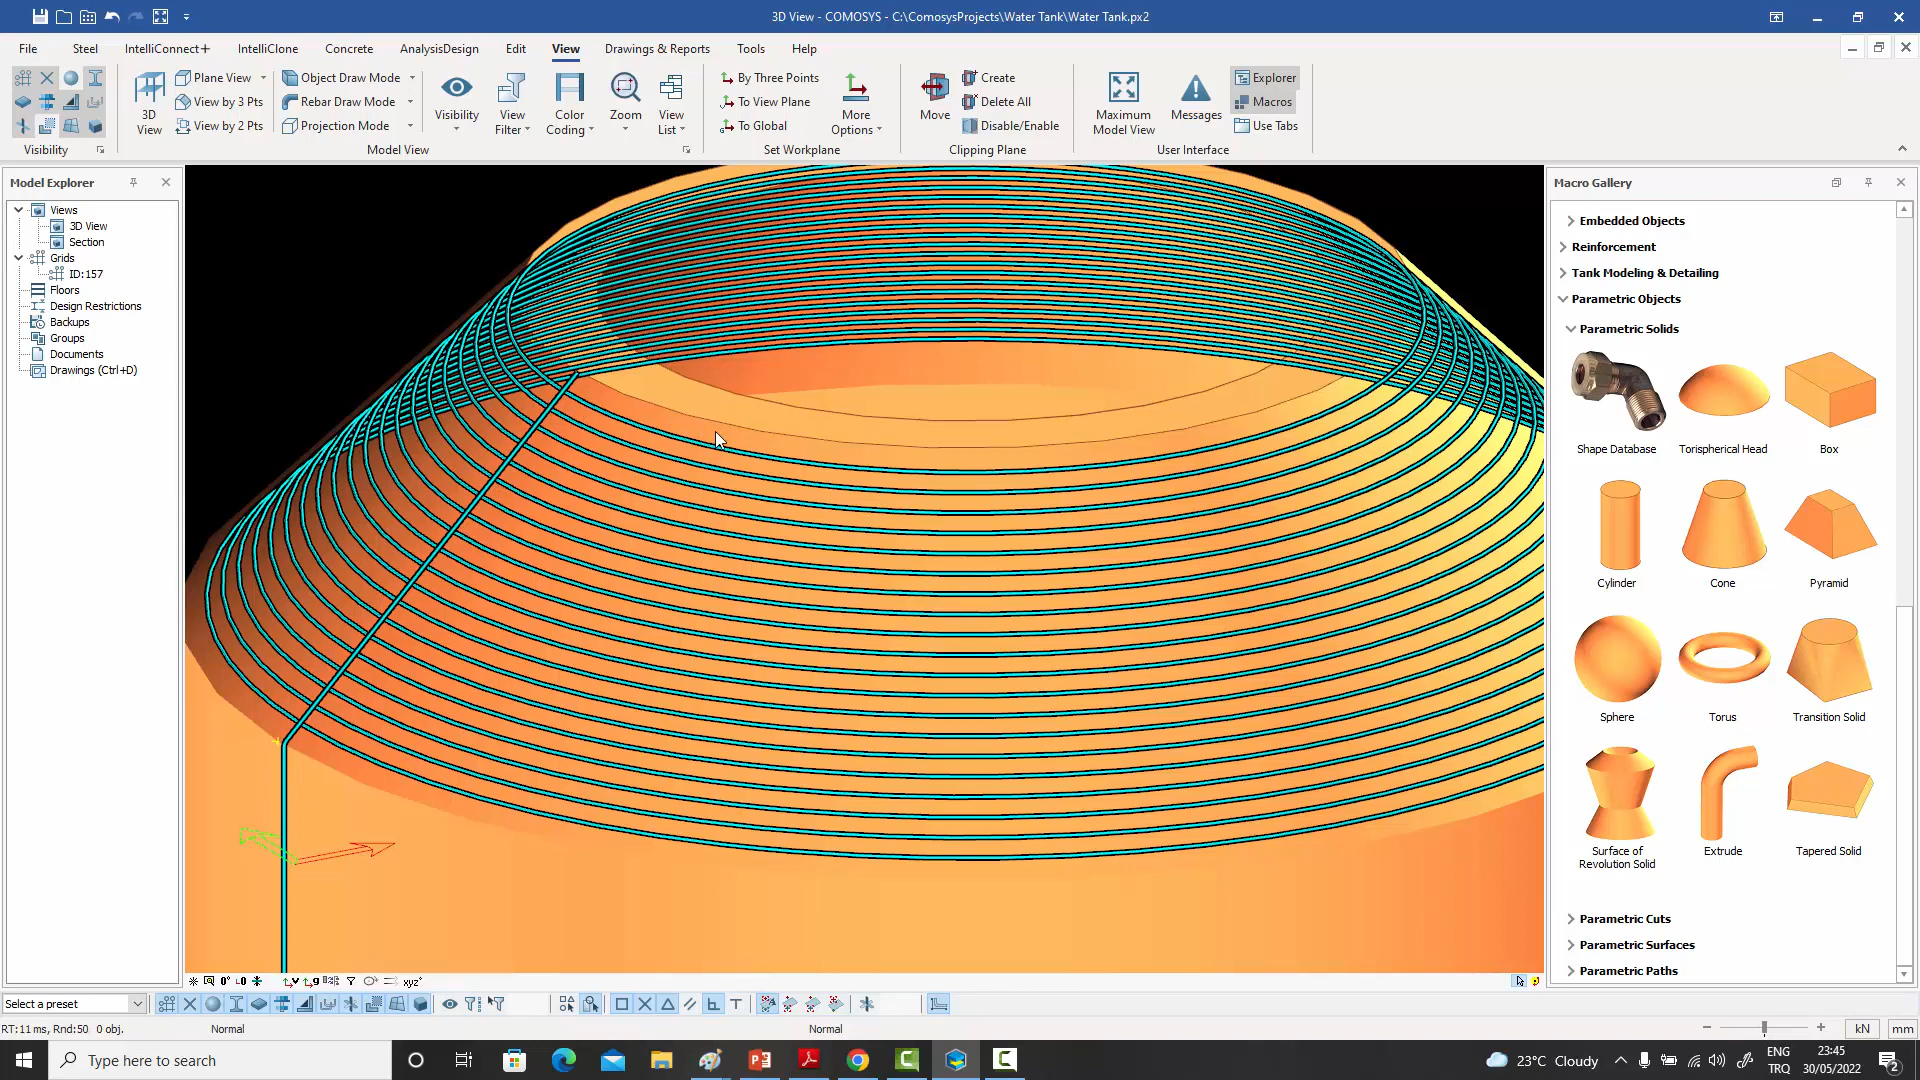 3D View - COMOSYS - C:\ComosysProjects\Water Tank\Water Tank.px2
File Steel IntelliConnect+ IntelliClone Concrete AnalysisDesign Edit View Drawings & Reports Tools Help
Visibility
3D View
Plane View
View by 3 Pts
View by 2 Pts
Object Draw Mode
Rebar Draw Mode
Projection Mode
Visibility
View Filter
Color Coding
Zoom
View List
Model View
By Three Points
To View Plane
To Global
More Options
Set Workplane
Move
Create
Delete All
Disable/Enable
Clipping Plane
Maximum Model View
Messages
Explorer
Macros
Use Tabs
User Interface
Model Explorer
Views
3D View
Section
Grids
ID:157
Floors
Design Restrictions
Backups
Groups
Documents
Drawings (Ctrl+D)
Macro Gallery
Embedded Objects
Reinforcement
Tank Modeling & Detailing
Parametric Objects
Parametric Solids
Shape Database Torispherical Head Box
Cylinder Cone Pyramid
Sphere Torus Transition Solid
Surface of Revolution Solid Extrude Tapered Solid
Parametric Cuts
Parametric Surfaces
Parametric Paths
xyz
Select a preset
RT:11 ms, Rnd:50 0 obj. Normal Normal kN mm
Type here to search
23°C Cloudy
ENG
TRQ
23:45
30/05/2022
2